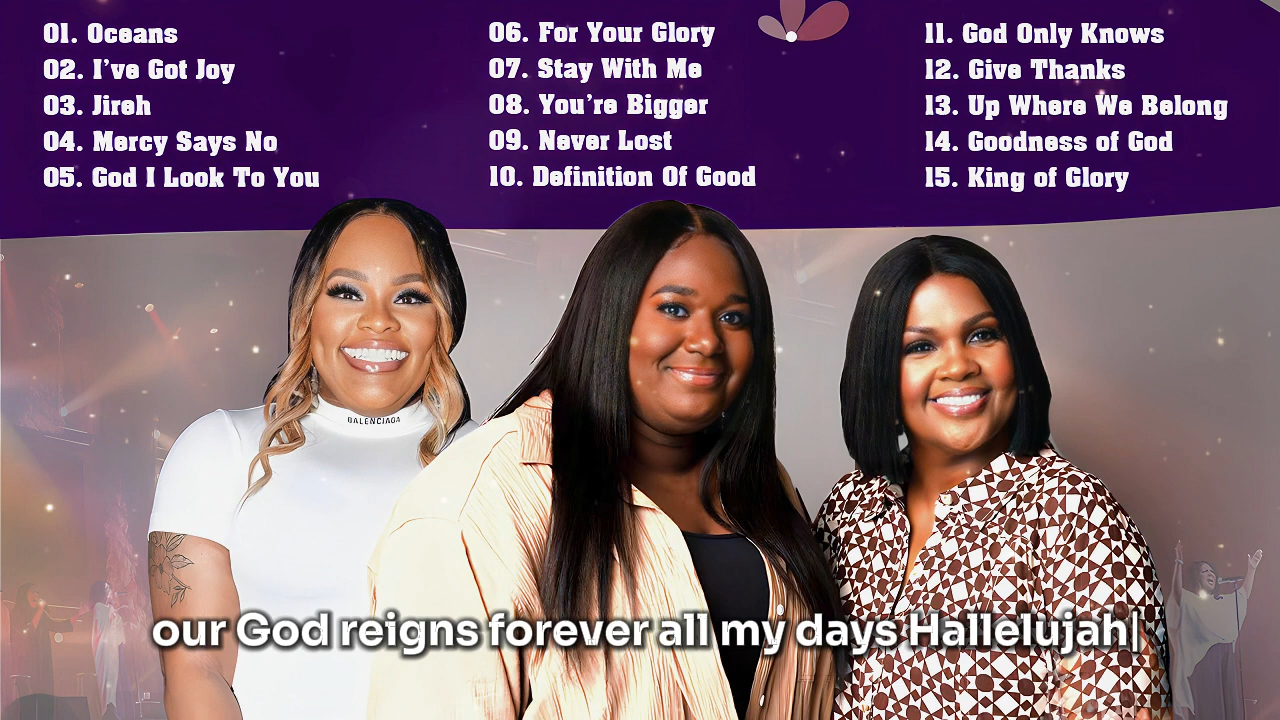 01. Oceans
02. I've Got Joy
03. Jireh
04. Mercy Says No
05. God I Look To You
06. For Your Glory
07. Stay With Me
08. You're Bigger
09. Never Lost
10. Definition Of Good
11. God Only Knows
12. Give Thanks
13. Up Where We Belong
14. Goodness of God
15. King of Glory
BALENCIAGA
our God reigns forever all my days Hallelujah|